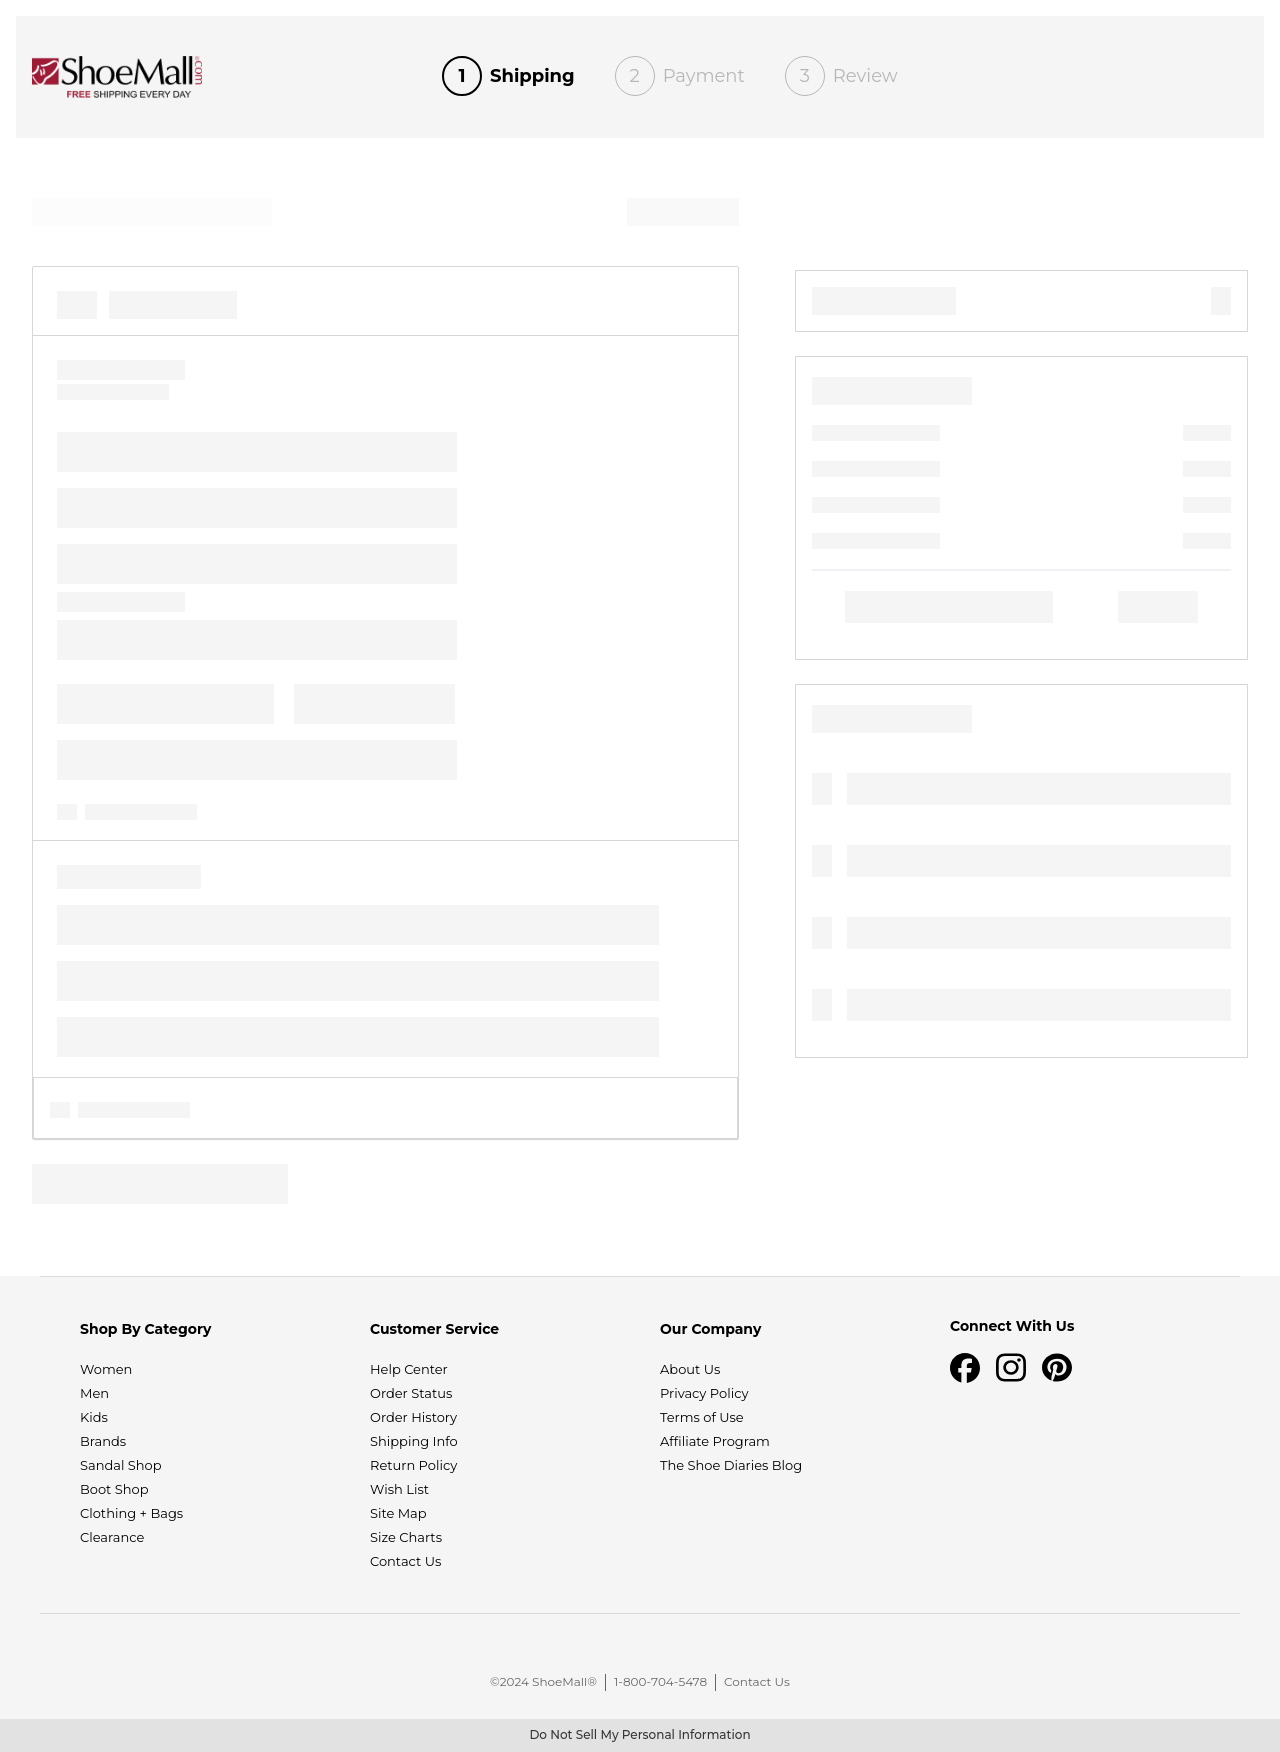 ShoeMall.com
FREE SHIPPING EVERY DAY
1 Shipping
2 Payment
3 Review
Shop By Category
Women
Men
Kids
Brands
Sandal Shop
Boot Shop
Clothing + Bags
Clearance
Customer Service
Help Center
Order Status
Order History
Shipping Info
Return Policy
Wish List
Site Map
Size Charts
Contact Us
Our Company
About Us
Privacy Policy
Terms of Use
Affiliate Program
The Shoe Diaries Blog
Connect With Us
©2024 ShoeMall® | 1-800-704-5478 | Contact Us
Do Not Sell My Personal Information